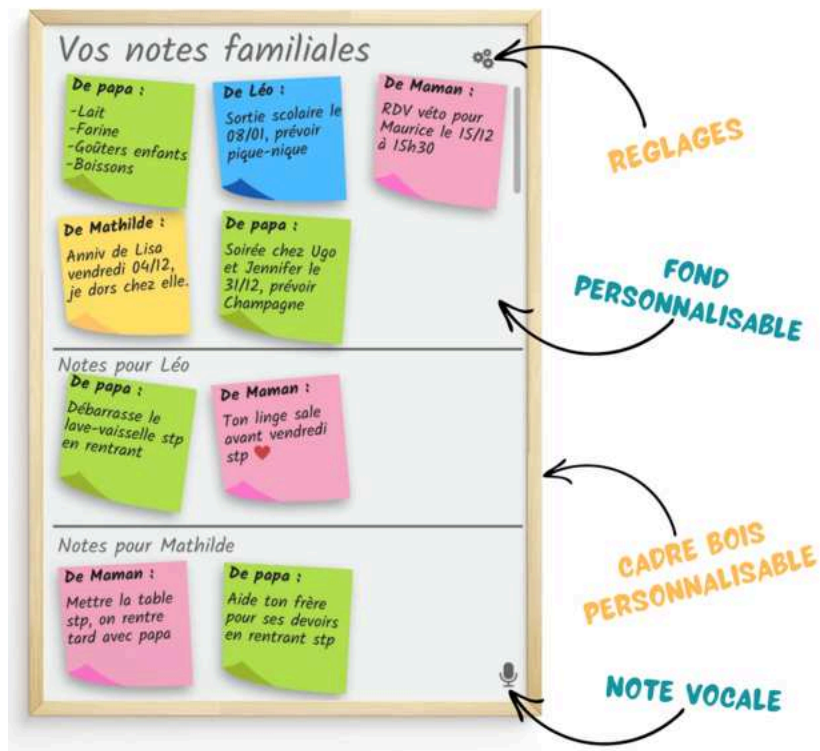 Vos notes familiales
De papa :
-Lait
-Farine
-Goûters enfants
-Boissons
De Léo :
Sortie scolaire le
08/01, prévoir
pique-nique
De Maman :
RDV véto pour
Maurice le 15/12
à 15h30
De Mathilde :
Anniv de Lisa
vendredi 04/12,
je dors chez elle.
De papa :
Soirée chez Ugo
et Jennifer le
31/12, prévoir
Champagne
Notes pour Léo
De papa :
Débarrasse le
lave-vaisselle stp
en rentrant
De Maman :
Ton linge sale
avant vendredi
stp ❤
Notes pour Mathilde
De Maman :
Mettre la table
stp, on rentre
tard avec papa
De papa :
Aide ton frère
pour ses devoirs
en rentrant stp
REGLAGES
FOND
PERSONNALISABLE
CADRE BOIS
PERSONNALISABLE
NOTE VOCALE